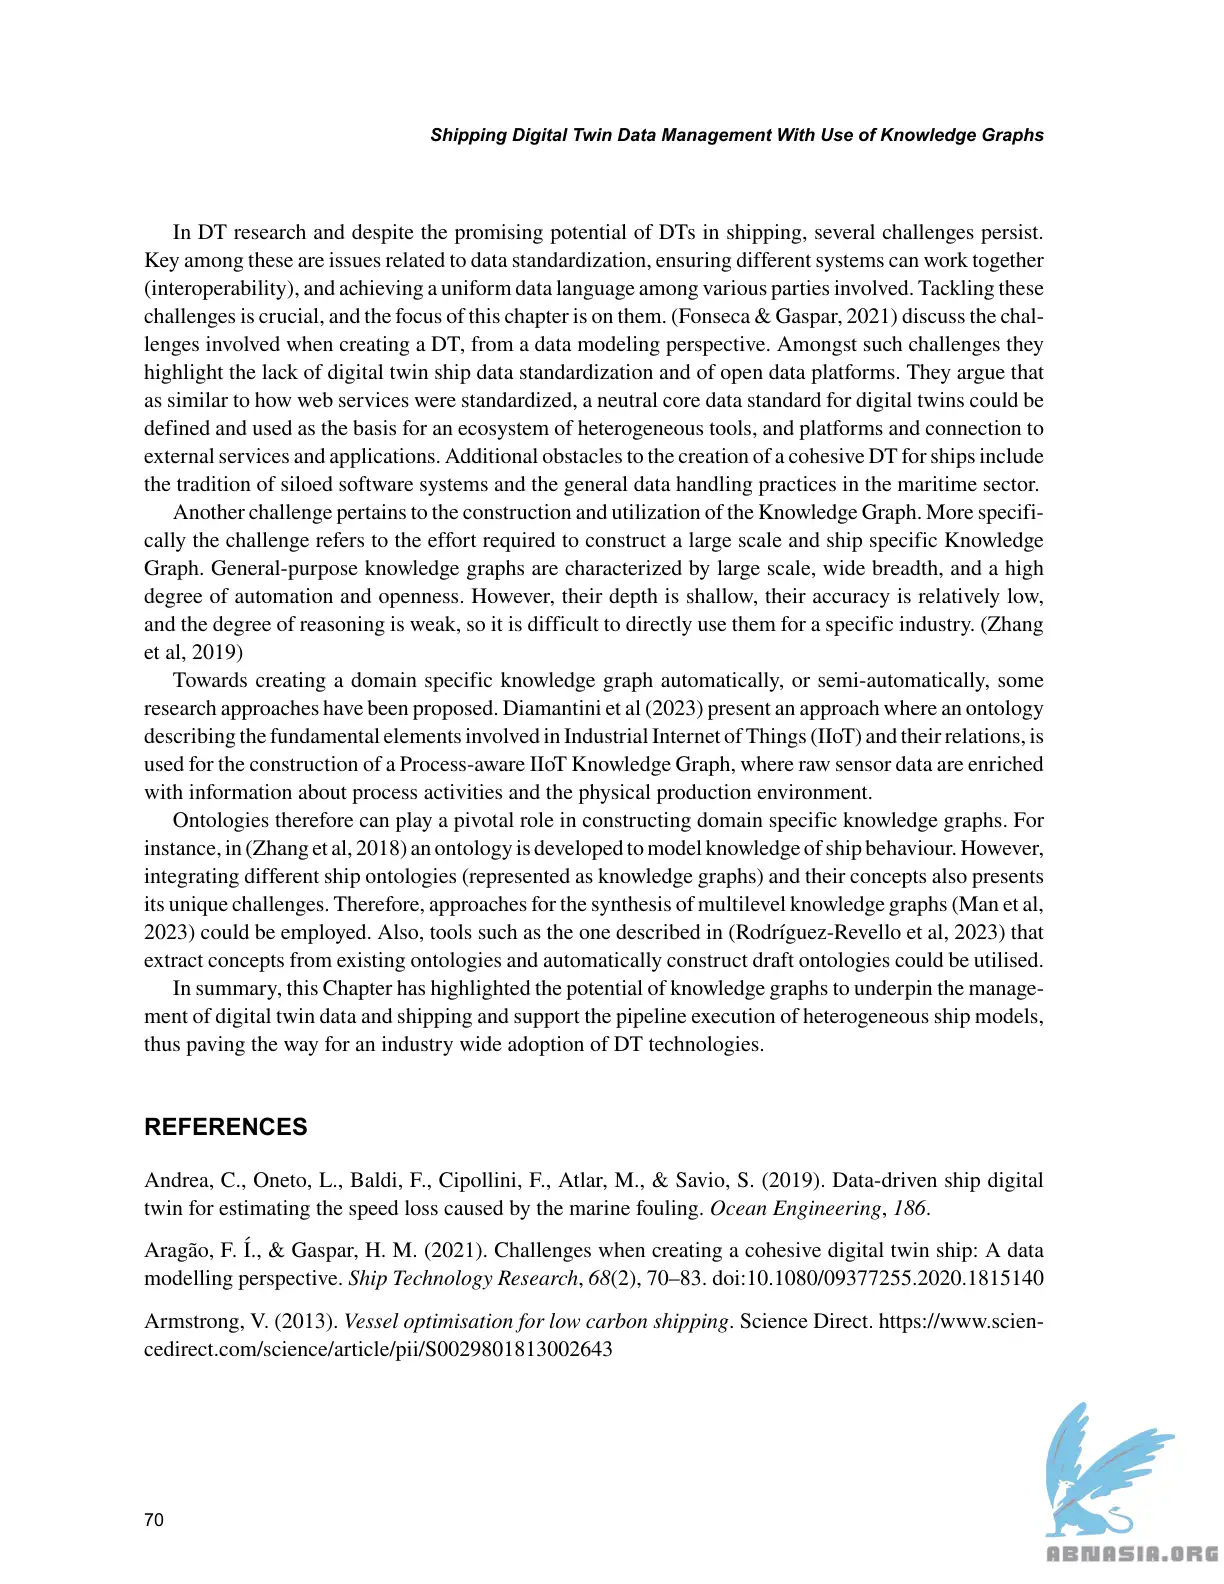 Shipping Digital Twin Data Management With Use of Knowledge Graphs
In DT research and despite the promising potential of DTs in shipping, several challenges persist.
Key among these are issues related to data standardization, ensuring different systems can work together
(interoperability), and achieving a uniform data language among various parties involved. Tackling these
challenges is crucial, and the focus of this chapter is on them. (Fonseca & Gaspar, 2021) discuss the chal-
lenges involved when creating a DT, from a data modeling perspective. Amongst such challenges they
highlight the lack of digital twin ship data standardization and of open data platforms. They argue that
as similar to how web services were standardized, a neutral core data standard for digital twins could be
defined and used as the basis for an ecosystem of heterogeneous tools, and platforms and connection to
external services and applications. Additional obstacles to the creation of a cohesive DT for ships include
the tradition of siloed software systems and the general data handling practices in the maritime sector.
Another challenge pertains to the construction and utilization of the Knowledge Graph. More specifi-
cally the challenge refers to the effort required to construct a large scale and ship specific Knowledge
Graph. General-purpose knowledge graphs are characterized by large scale, wide breadth, and a high
degree of automation and openness. However, their depth is shallow, their accuracy is relatively low,
and the degree of reasoning is weak, so it is difficult to directly use them for a specific industry. (Zhang
et al, 2019)
Towards creating a domain specific knowledge graph automatically, or semi-automatically, some
research approaches have been proposed. Diamantini et al (2023) present an approach where an ontology
describing the fundamental elements involved in Industrial Internet of Things (IIoT) and their relations, is
used for the construction of a Process-aware IIoT Knowledge Graph, where raw sensor data are enriched
with information about process activities and the physical production environment.
Ontologies therefore can play a pivotal role in constructing domain specific knowledge graphs. For
instance, in (Zhang et al, 2018) an ontology is developed to model knowledge of ship behaviour. However,
integrating different ship ontologies (represented as knowledge graphs) and their concepts also presents
its unique challenges. Therefore, approaches for the synthesis of multilevel knowledge graphs (Man et al,
2023) could be employed. Also, tools such as the one described in (Rodríguez-Revello et al, 2023) that
extract concepts from existing ontologies and automatically construct draft ontologies could be utilised.
In summary, this Chapter has highlighted the potential of knowledge graphs to underpin the manage-
ment of digital twin data and shipping and support the pipeline execution of heterogeneous ship models,
thus paving the way for an industry wide adoption of DT technologies.
REFERENCES
Andrea, C., Oneto, L., Baldi, F., Cipollini, F., Atlar, M., & Savio, S. (2019). Data-driven ship digital
twin for estimating the speed loss caused by the marine fouling. Ocean Engineering, 186.
Aragão, F. Í., & Gaspar, H. M. (2021). Challenges when creating a cohesive digital twin ship: A data
modelling perspective. Ship Technology Research, 68(2), 70–83. doi:10.1080/09377255.2020.1815140
Armstrong, V. (2013). Vessel optimisation for low carbon shipping. Science Direct. https://www.scien-
cedirect.com/science/article/pii/S0029801813002643
70
ABNASIA.ORG